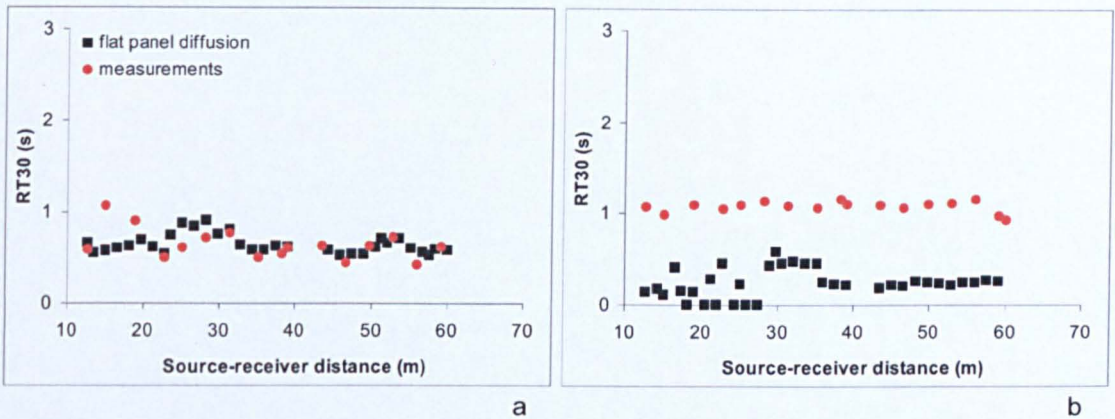 3
2
1
0
RT30 (s)
flat panel diffusion
measurements
10 20 30 40 50 60 70
Source-receiver distance (m)
a
3
2
1
0
RT30 (s)
10 20 30 40 50 60 70
Source-receiver distance (m)
b